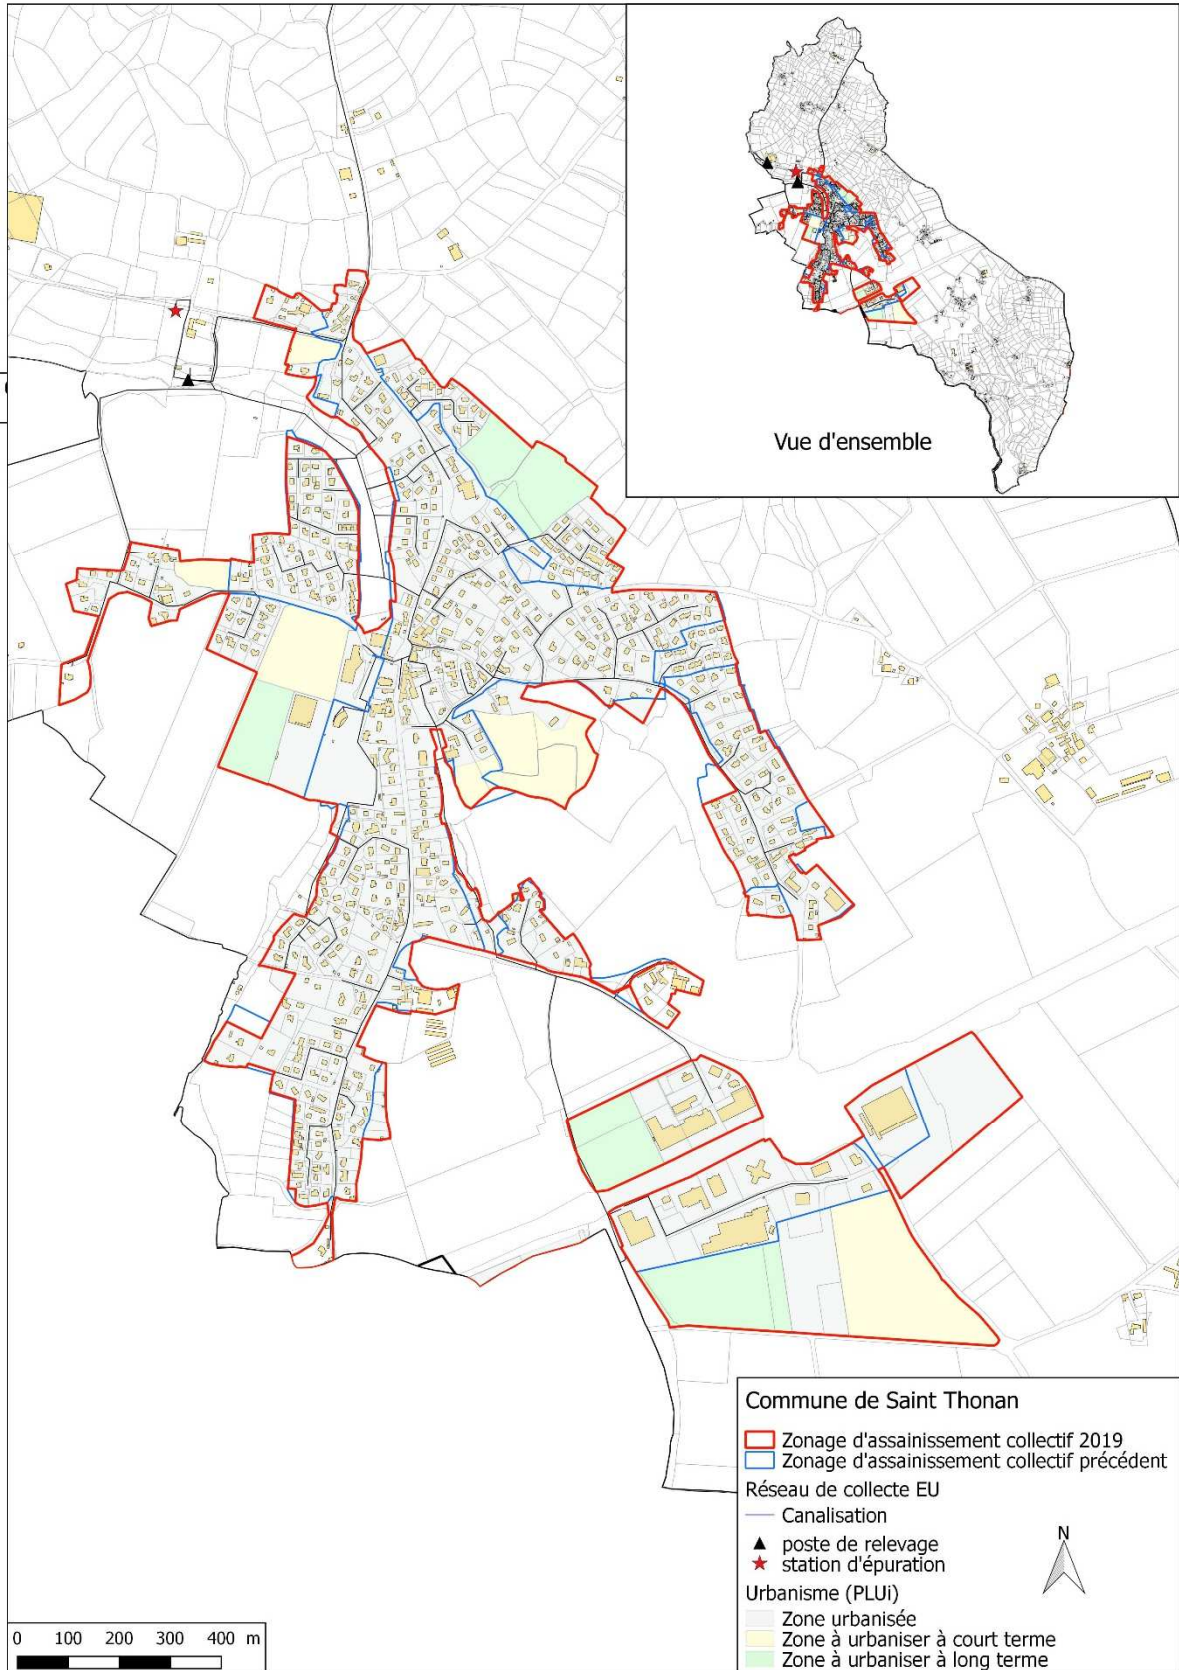 Vue d'ensemble
Commune de Saint Thonan
Zonage d'assainissement collectif 2019
Zonage d'assainissement collectif précédent
Réseau de collecte EU
Canalisation
poste de relevage
station d'épuration
N
Urbanisme (PLUi)
Zone urbanisée
Zone à urbaniser à court terme
Zone à urbaniser à long terme
0 100 200 300 400 m